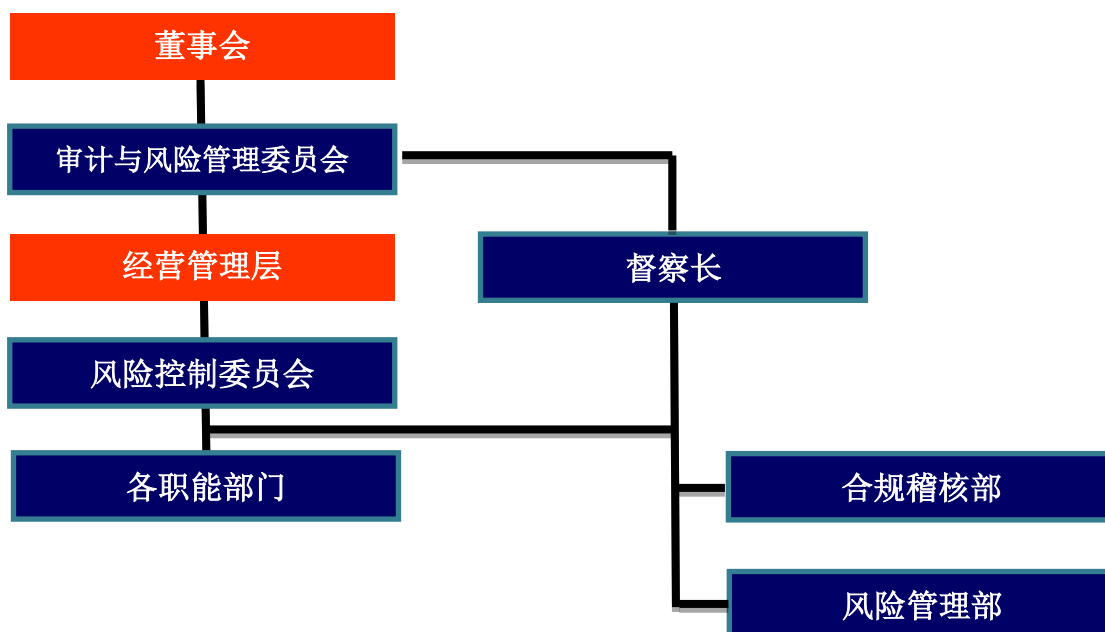 董事会
审计与风险管理委员会
经营管理层
督察长
风险控制委员会
各职能部门
合规稽核部
风险管理部